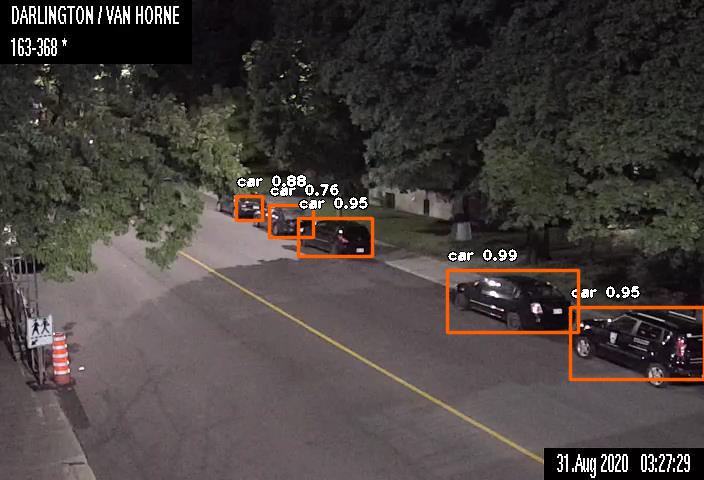 DARLINGTON / VAN HORNE
163-368 *
car 0.88
car 0.76
car 0.95
car 0.99
car 0.95
31.Aug 2020 03:27:29